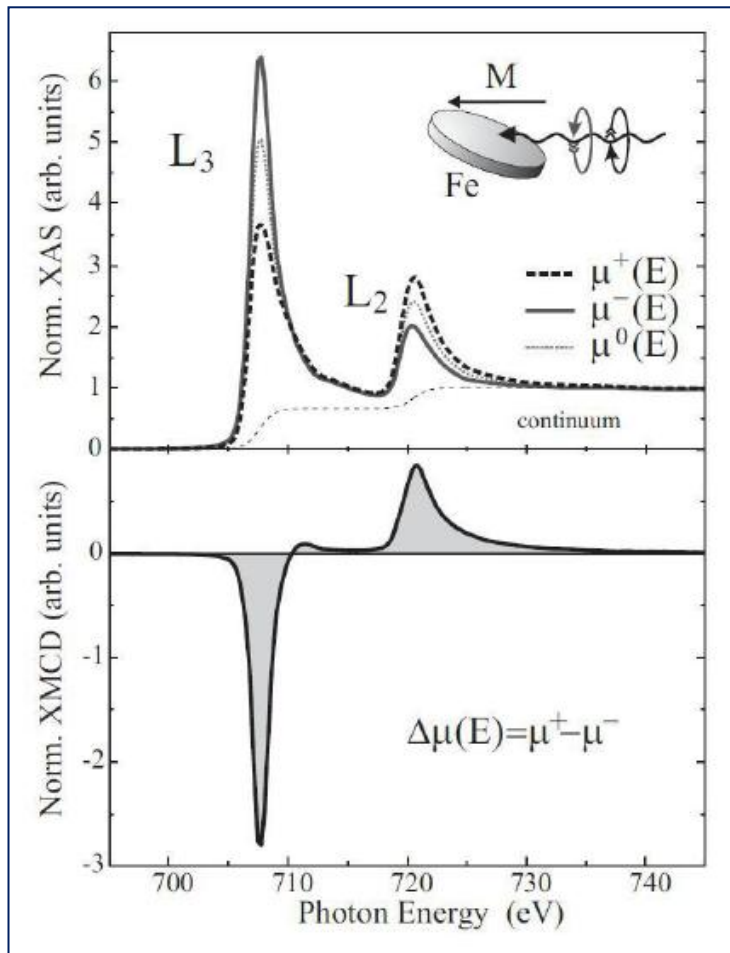 Norm. XAS (arb. units)
6
5
4
3
2
1
0
L₃
L₂
M
Fe
μ⁺(E)
μ⁻(E)
μ⁰(E)
continuum
Norm. XMCD (arb. units)
0
-1
-2
-3
Δμ(E)=μ⁺-μ⁻
700 710 720 730 740
Photon Energy (eV)